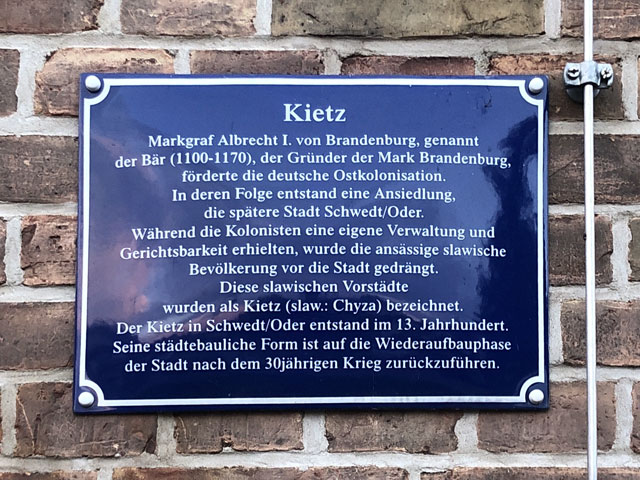 Kietz
Markgraf Albrecht I. von Brandenburg, genannt
der Bär (1100-1170), der Gründer der Mark Brandenburg,
förderte die deutsche Ostkolonisation.
In deren Folge entstand eine Ansiedlung,
die spätere Stadt Schwedt/Oder.
Während die Kolonisten eine eigene Verwaltung und
Gerichtsbarkeit erhielten, wurde die ansässige slawische
Bevölkerung vor die Stadt gedrängt.
Diese slawischen Vorstädte
wurden als Kietz (slaw.: Chyza) bezeichnet.
Der Kietz in Schwedt/Oder entstand im 13. Jahrhundert.
Seine städtebauliche Form ist auf die Wiederaufbauphase
der Stadt nach dem 30jährigen Krieg zurückzuführen.